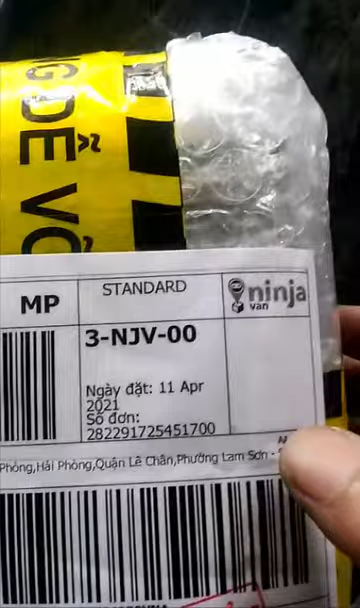 G DỄ VỠ
MP
STANDARD
ninja
van
3-NJV-00
Ngày đặt: 11 Apr
2021
Số đơn:
282291725451700
Phòng,Hải Phòng,Quận Lê Chân,Phường Lam Sơn -